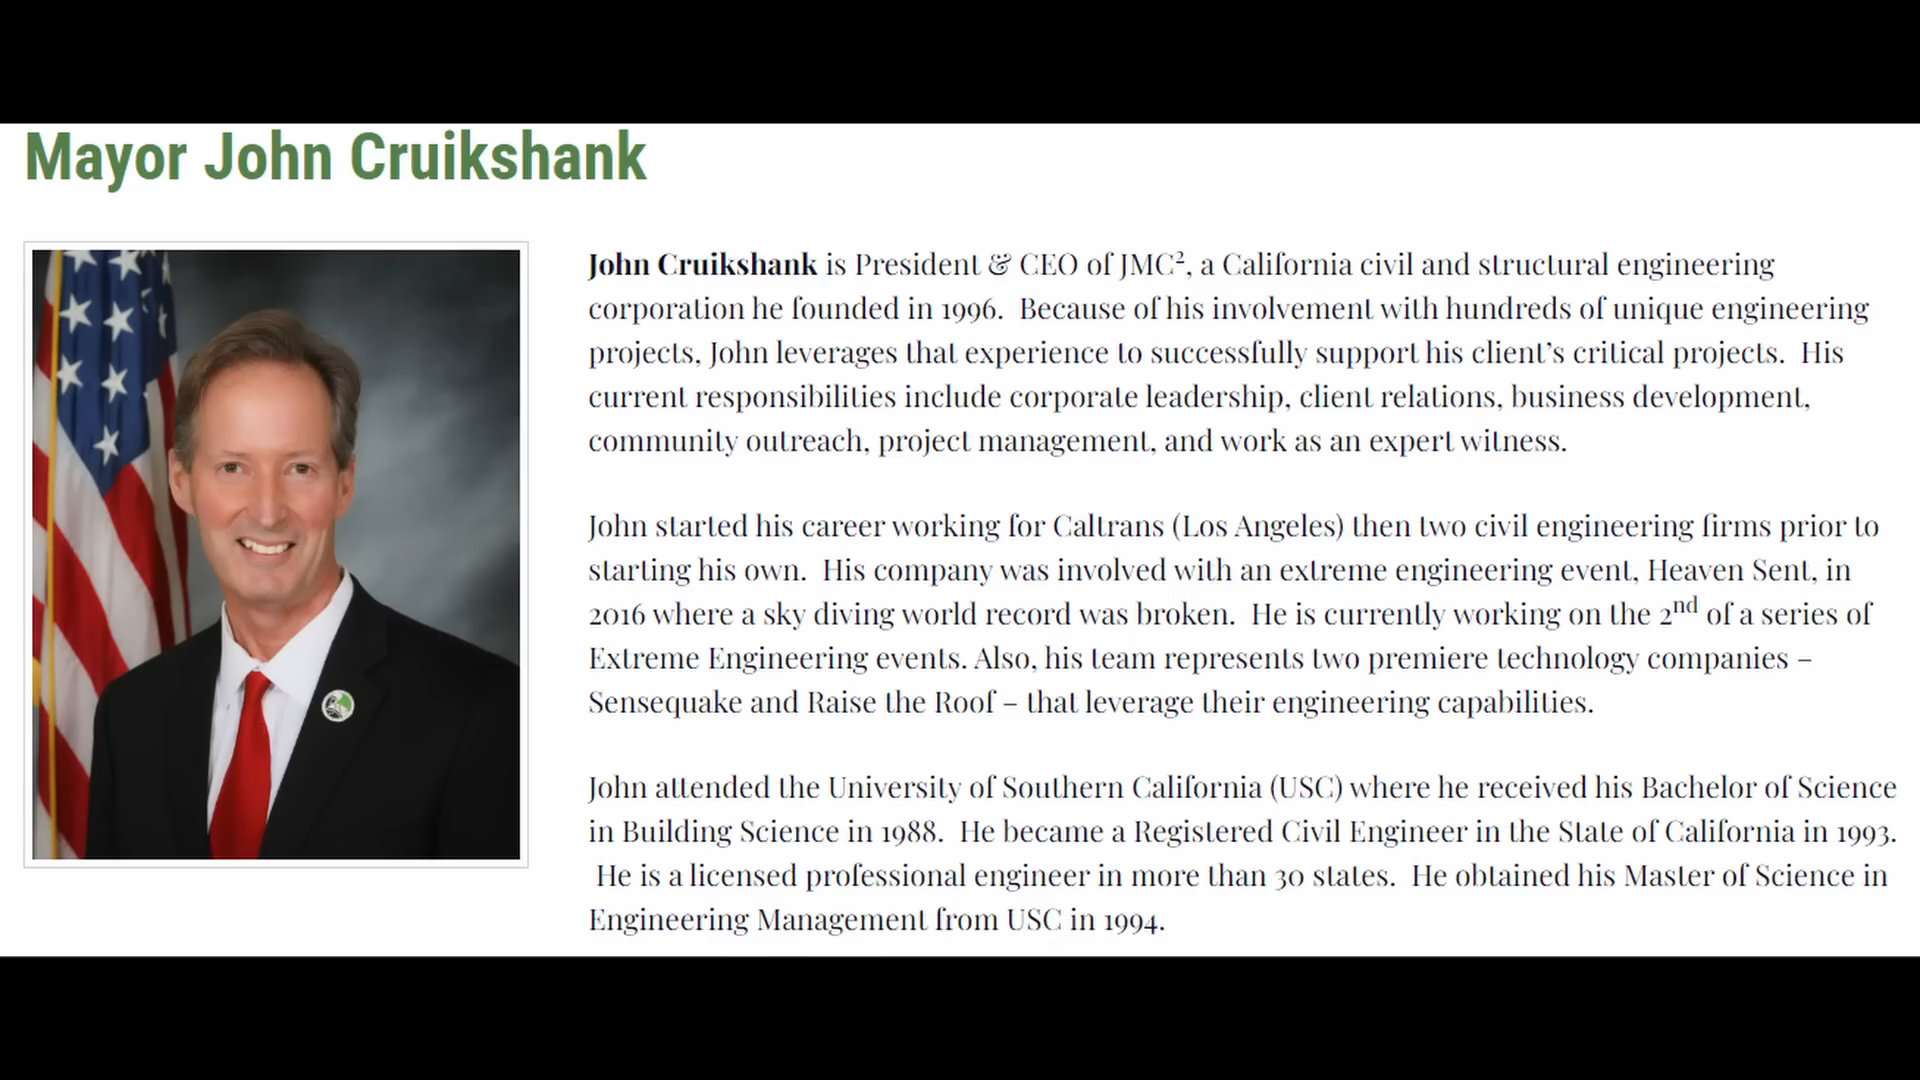 Mayor John Cruikshank
John Cruikshank is President & CEO of JMC², a California civil and structural engineering
corporation he founded in 1996.  Because of his involvement with hundreds of unique engineering
projects, John leverages that experience to successfully support his client's critical projects.  His
current responsibilities include corporate leadership, client relations, business development,
community outreach, project management, and work as an expert witness.
John started his career working for Caltrans (Los Angeles) then two civil engineering firms prior to
starting his own.  His company was involved with an extreme engineering event, Heaven Sent, in
2016 where a sky diving world record was broken.  He is currently working on the 2nd of a series of
Extreme Engineering events. Also, his team represents two premiere technology companies –
Sensequake and Raise the Roof – that leverage their engineering capabilities.
John attended the University of Southern California (USC) where he received his Bachelor of Science
in Building Science in 1988.  He became a Registered Civil Engineer in the State of California in 1993.
He is a licensed professional engineer in more than 30 states.  He obtained his Master of Science in
Engineering Management from USC in 1994.